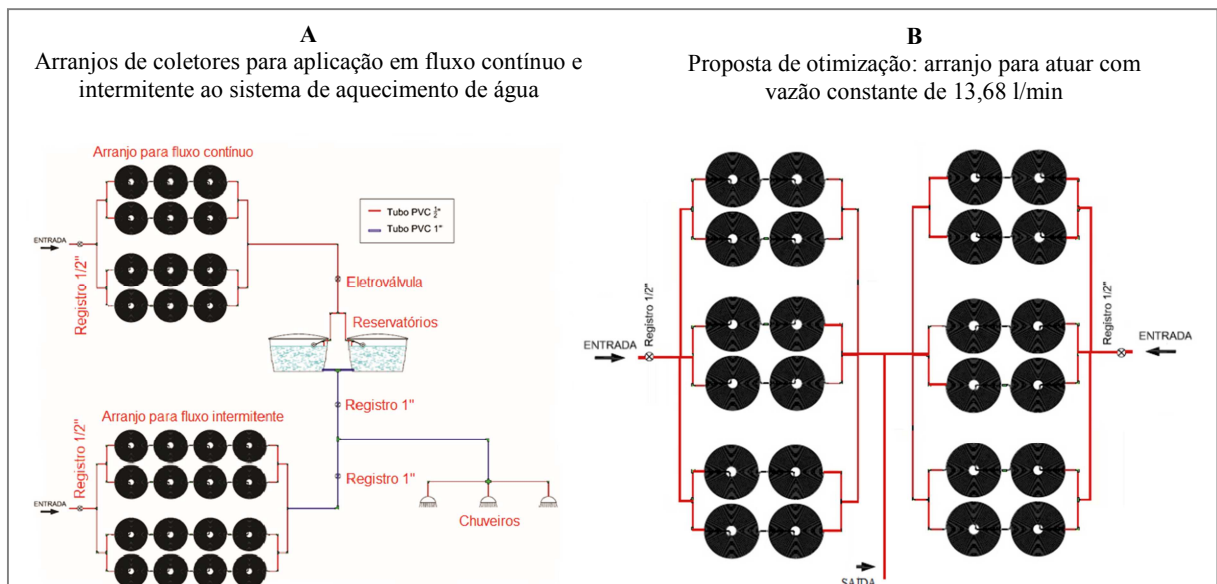 A
Arranjos de coletores para aplicação em fluxo contínuo e
intermitente ao sistema de aquecimento de água
Arranjo para fluxo contínuo
ENTRADA
Registro 1/2"
Tubo PVC ½"
Tubo PVC 1"
Eletroválvula
Reservatórios
Registro 1"
Arranjo para fluxo intermitente
ENTRADA
Registro 1/2"
Registro 1"
Chuveiros
B
Proposta de otimização: arranjo para atuar com
vazão constante de 13,68 l/min
ENTRADA
Registro 1/2"
Registro 1/2"
ENTRADA
SAÍDA